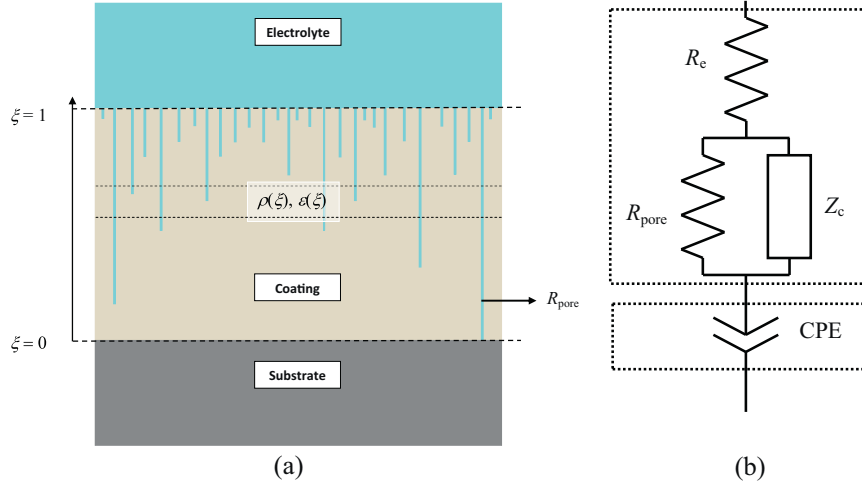 Electrolyte
ξ = 1
ρ(ξ), ε(ξ)
Coating
R_pore
ξ = 0
Substrate
(a)
R_e
R_pore
Z_c
CPE
(b)